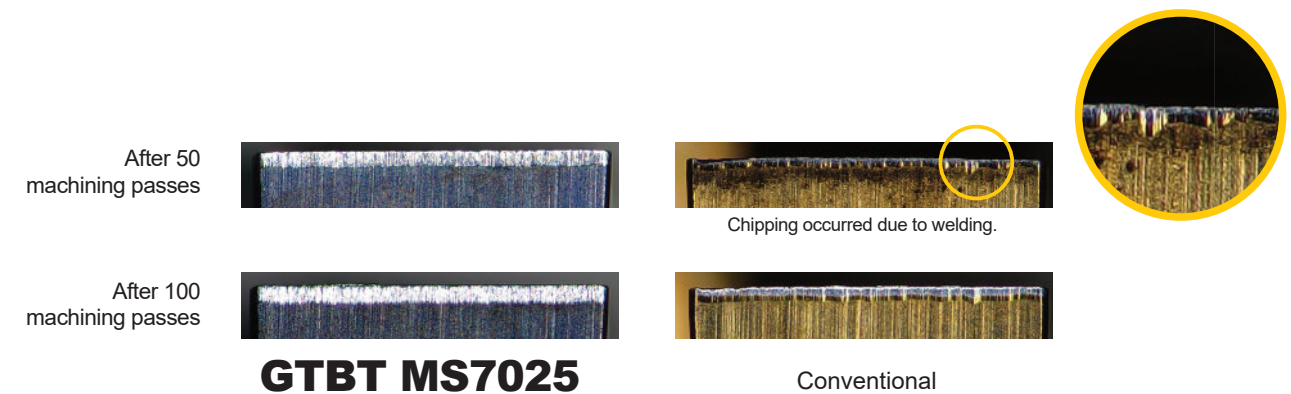 After 50
machining passes
Chipping occurred due to welding.
After 100
machining passes
GTBT MS7025
Conventional